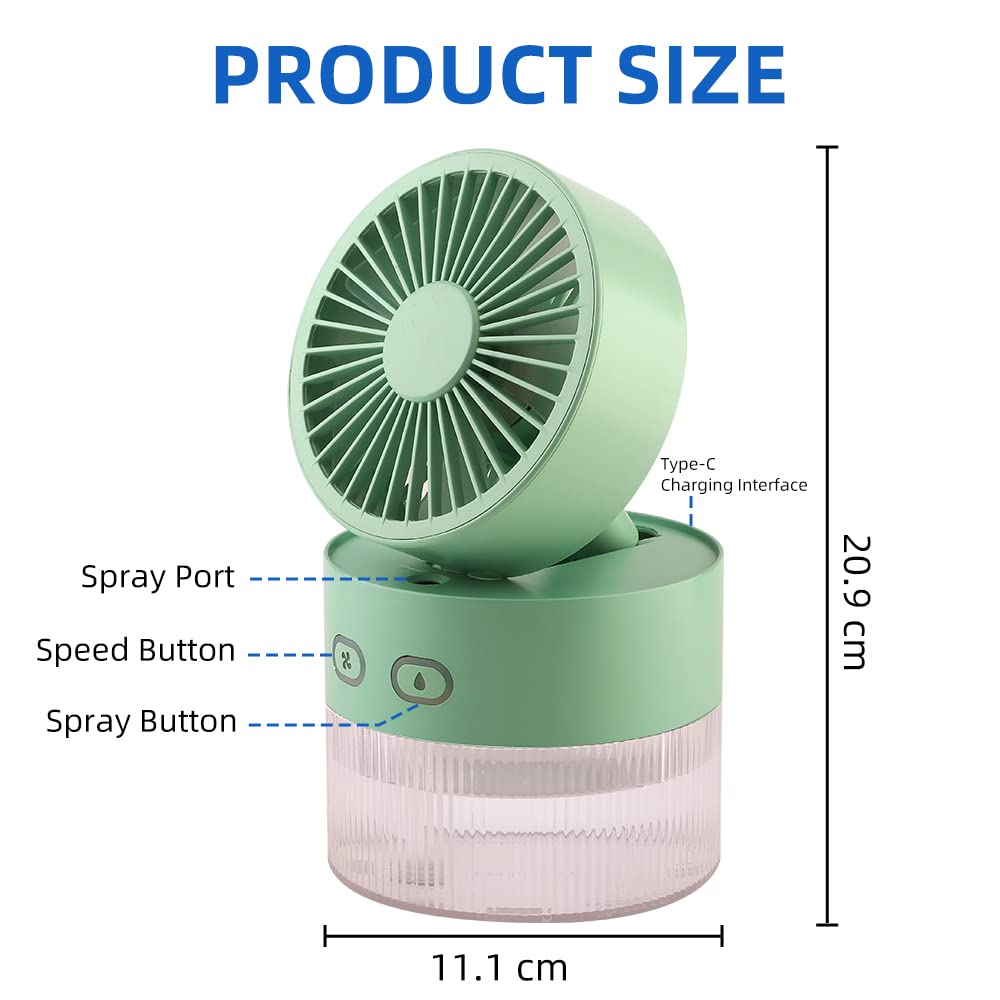 PRODUCT SIZE
Type-C
Charging Interface
Spray Port
Speed Button
Spray Button
20.9 cm
11.1 cm